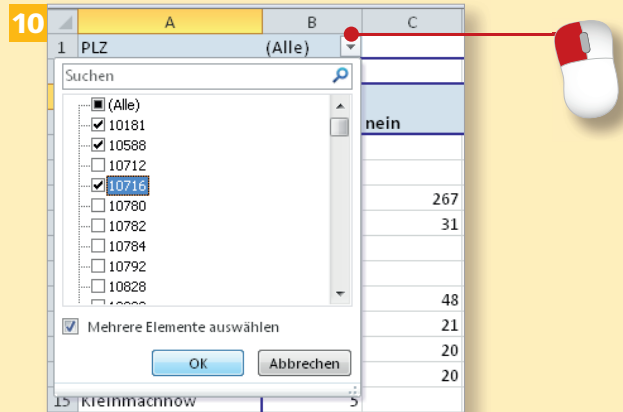 10
A B C
1 PLZ (Alle)
Suchen
(Alle)
10181
10588
10712
10716
10780
10782
10784
10792
10828
nein
267
31
48
21
20
20
Mehrere Elemente auswählen
OK Abbrechen
15 Kleinmachnow 5